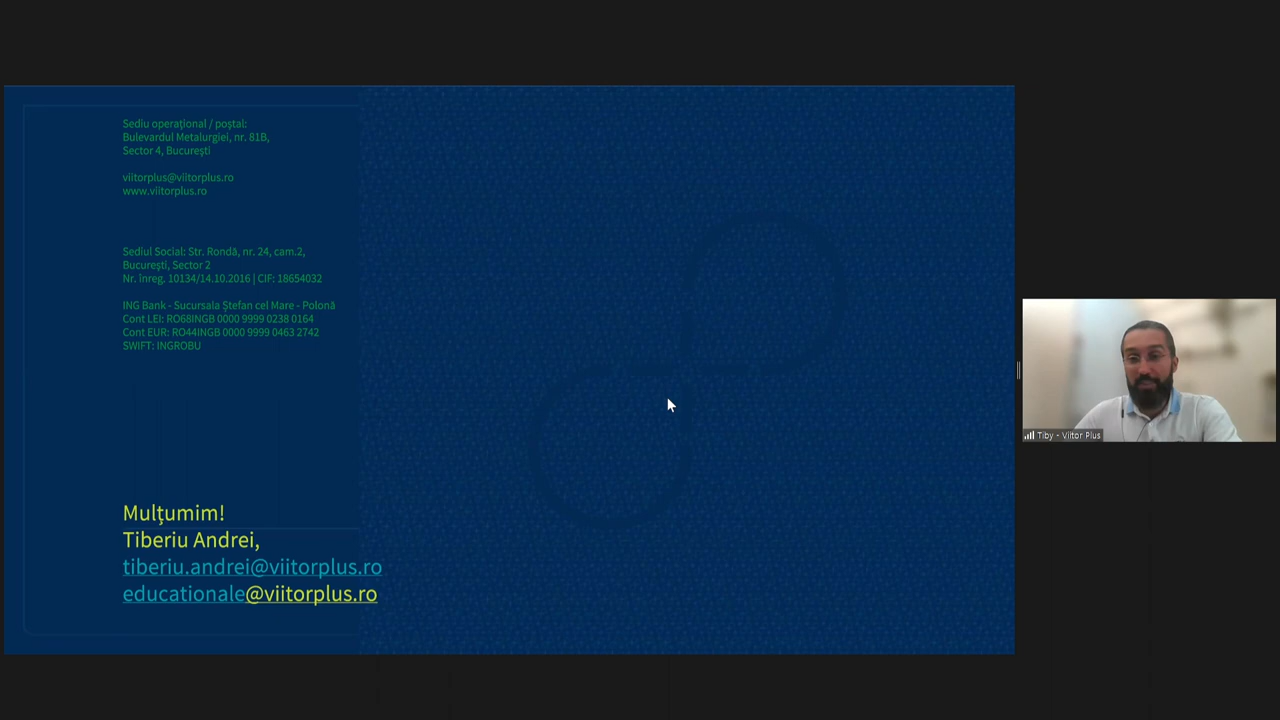 Sediu operațional / poștal:
Bulevardul Metalurgiei, nr. 81B,
Sector 4, București
viitorplus@viitorplus.ro
www.viitorplus.ro
Sediul Social: Str. Rondă, nr. 24, cam.2,
București, Sector 2
Nr. înreg. 10134/14.10.2016 | CIF: 18654032
ING Bank - Sucursala Ștefan cel Mare - Polonă
Cont LEI: RO68INGB 0000 9999 0238 0164
Cont EUR: RO44INGB 0000 9999 0463 2742
SWIFT: INGROBU
Mulțumim!
Tiberiu Andrei,
tiberiu.andrei@viitorplus.ro
educationale@viitorplus.ro
Tiby - Viitor Plus